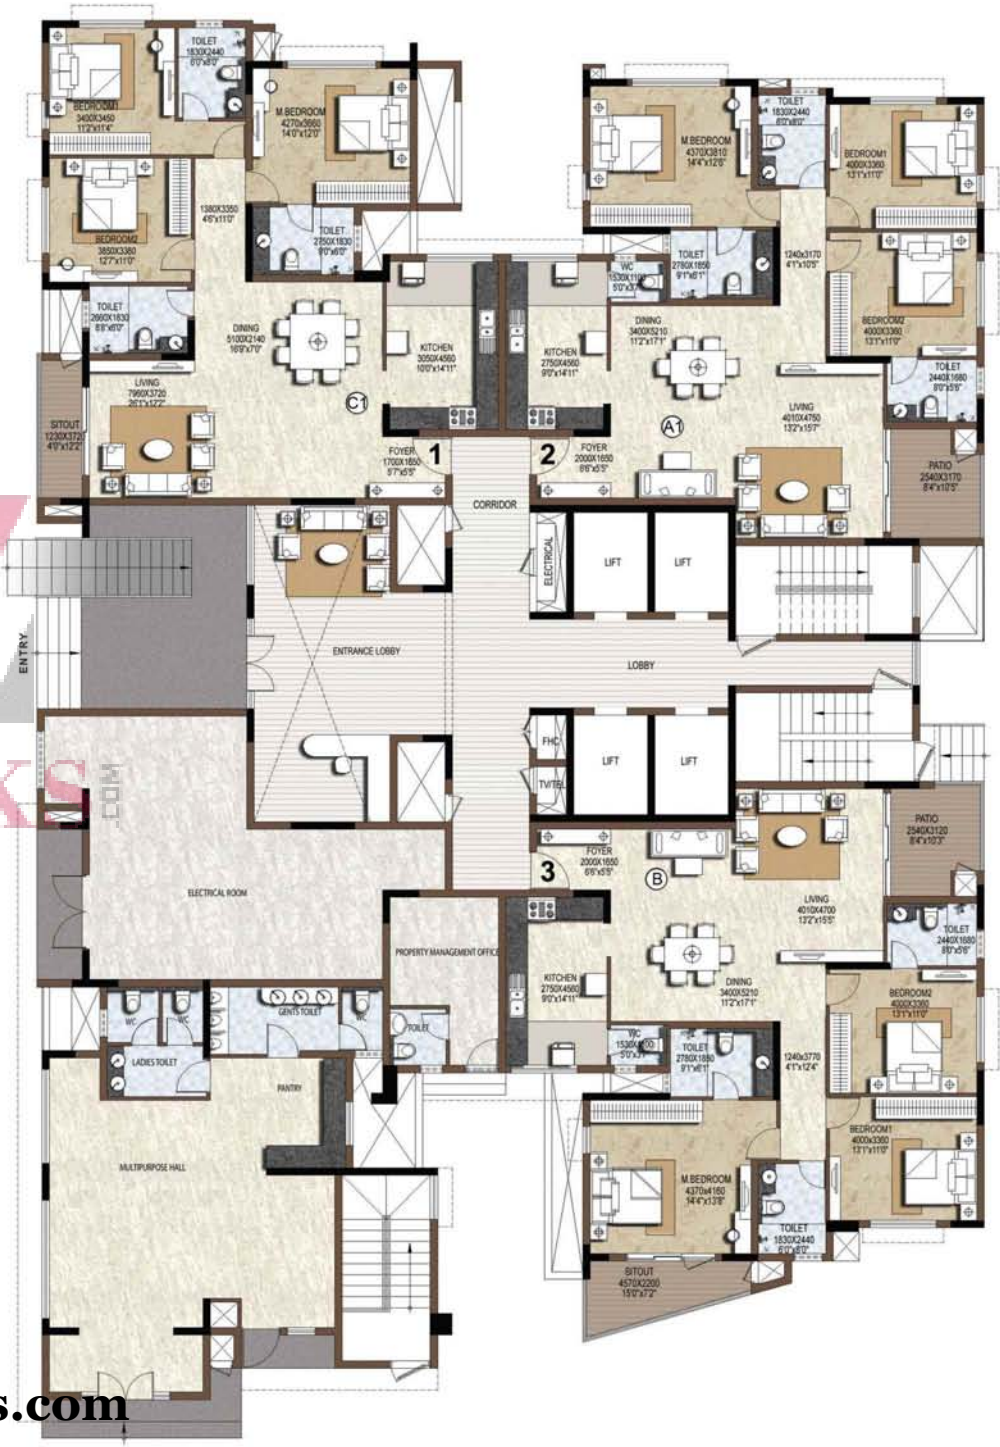 TOILET
1830X2440
6'0"x8'0"
BEDROOM1
3400X3450
11'2"x11'4"
M.BEDROOM
4270x3660
14'0"x12'0"
BEDROOM2
3850X3360
12'7"x11'0"
1380X3350
4'6"x11'0"
TOILET
2750X1830
9'0"x6'0"
TOILET
2660X1830
8'8"x6'0"
DINING
5100X2140
16'9"x7'0"
KITCHEN
3050X4560
10'0"x14'11"
LIVING
7960X3720
26'1"x12'2"
SITOUT
1230X3720
4'0"x12'2"
C1
FOYER
1700X1650
5'7"x5'5"
1
M.BEDROOM
4370X3810
14'4"x12'6"
TOILET
1830X2440
6'0"x8'0"
BEDROOM1
4000X3360
13'1"x11'0"
TOILET
2780X1850
9'1"x6'1"
WC
1530X1100
1240x3170
4'1"x10'5"
BEDROOM2
4000X3360
13'1"x11'0"
DINING
3400X5210
11'2"x17'1"
KITCHEN
2750X4560
9'0"x14'11"
TOILET
2440X1680
8'0"x5'6"
LIVING
4010X4750
13'2"x15'7"
A1
2
FOYER
2000X1650
6'6"x5'5"
PATIO
2540X3170
8'4"x10'5"
CORRIDOR
ELECTRICAL
LIFT
LIFT
ENTRY
ENTRANCE LOBBY
LOBBY
FHC
TV/TEL
LIFT
LIFT
KS
.COM
3
FOYER
2000X1650
6'6"x5'5"
B
PATIO
2540X3120
8'4"x10'3"
LIVING
4010X4700
13'2"x15'5"
TOILET
2440X1680
8'0"x5'6"
ELECTRICAL ROOM
PROPERTY MANAGEMENT OFFICE
KITCHEN
2750X4560
9'0"x14'11"
DINING
3400X5210
11'2"x17'1"
BEDROOM2
4000X3360
13'1"x11'0"
WC
WC
GENTS TOILET
WC
TOILET
WC
TOILET
2780X1850
9'1"x6'1"
1240x3770
4'1"x12'4"
LADIES TOILET
PANTRY
BEDROOM1
4000x3360
13'1"x11'0"
MULTIPURPOSE HALL
M.BEDROOM
4370x4160
14'4"x13'8"
TOILET
1830X2440
6'0"x8'0"
SITOUT
4570X2200
15'0"x7'2"
s.com